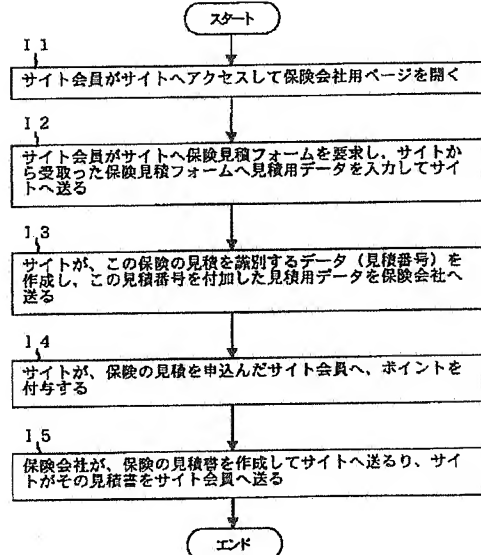 スタート
I1
サイト会員がサイトへアクセスして保険会社用ページを開く
I2
サイト会員がサイトへ保険見積フォームを要求し、サイトか
ら受取った保険見積フォームへ見積用データを入力してサイ
トへ送る
I3
サイトが、この保険の見積を識別するデータ（見積番号）を
作成し、この見積番号を付加した見積用データを保険会社へ
送る
I4
サイトが、保険の見積を申込んだサイト会員へ、ポイントを
付与する
I5
保険会社が、保険の見積書を作成してサイトへ送るり、サイ
トがその見積書をサイト会員へ送る
エンド